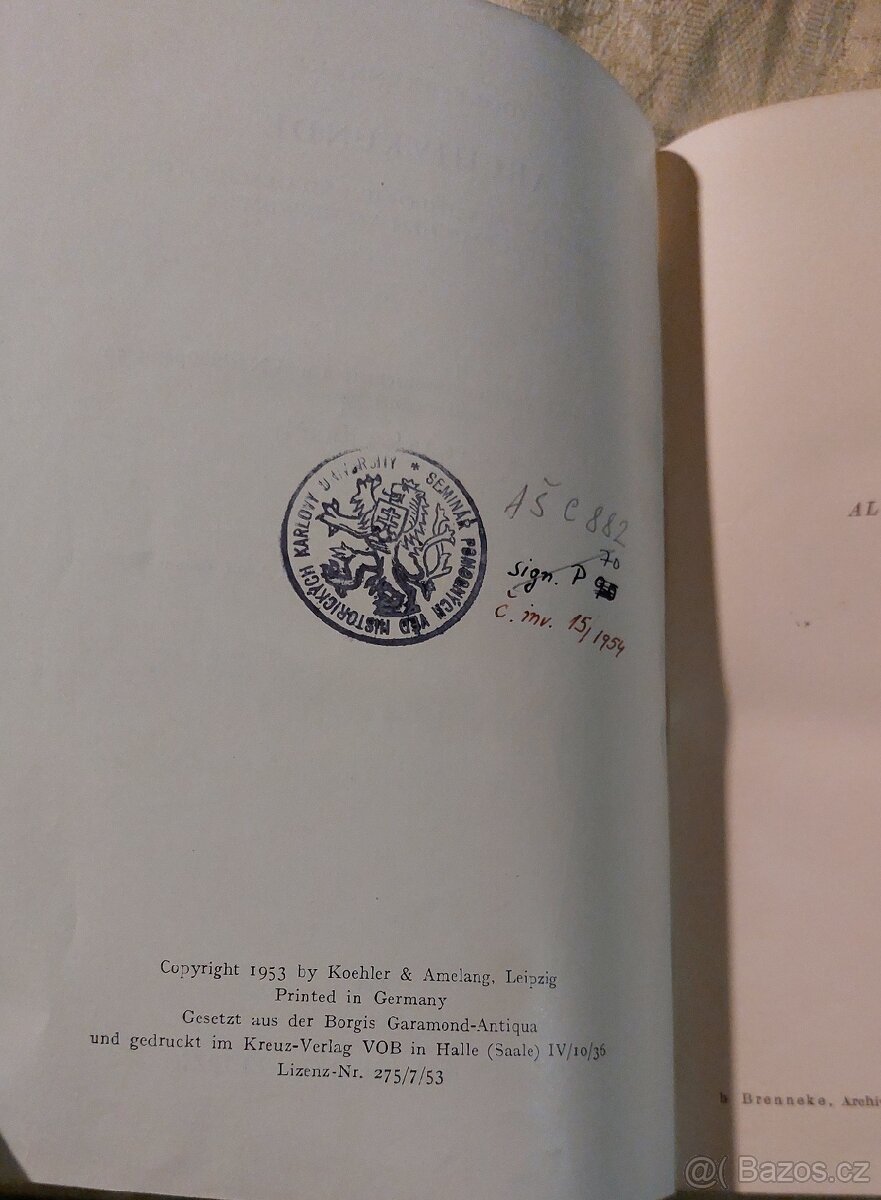 SEMINÁŘ POMOCNÝCH VĚD HISTORICKÝCH KARLOVY UNIVERSITY *
AŠ C 882
70
sign. P
Č. inv. 15/1954
Copyright 1953 by Koehler & Amelang, Leipzig
Printed in Germany
Gesetzt aus der Borgis Garamond-Antiqua
und gedruckt im Kreuz-Verlag VOB in Halle (Saale) IV/10/36
Lizenz-Nr. 275/7/53
AL
Brenneke, Archiv
@( Bazos.cz